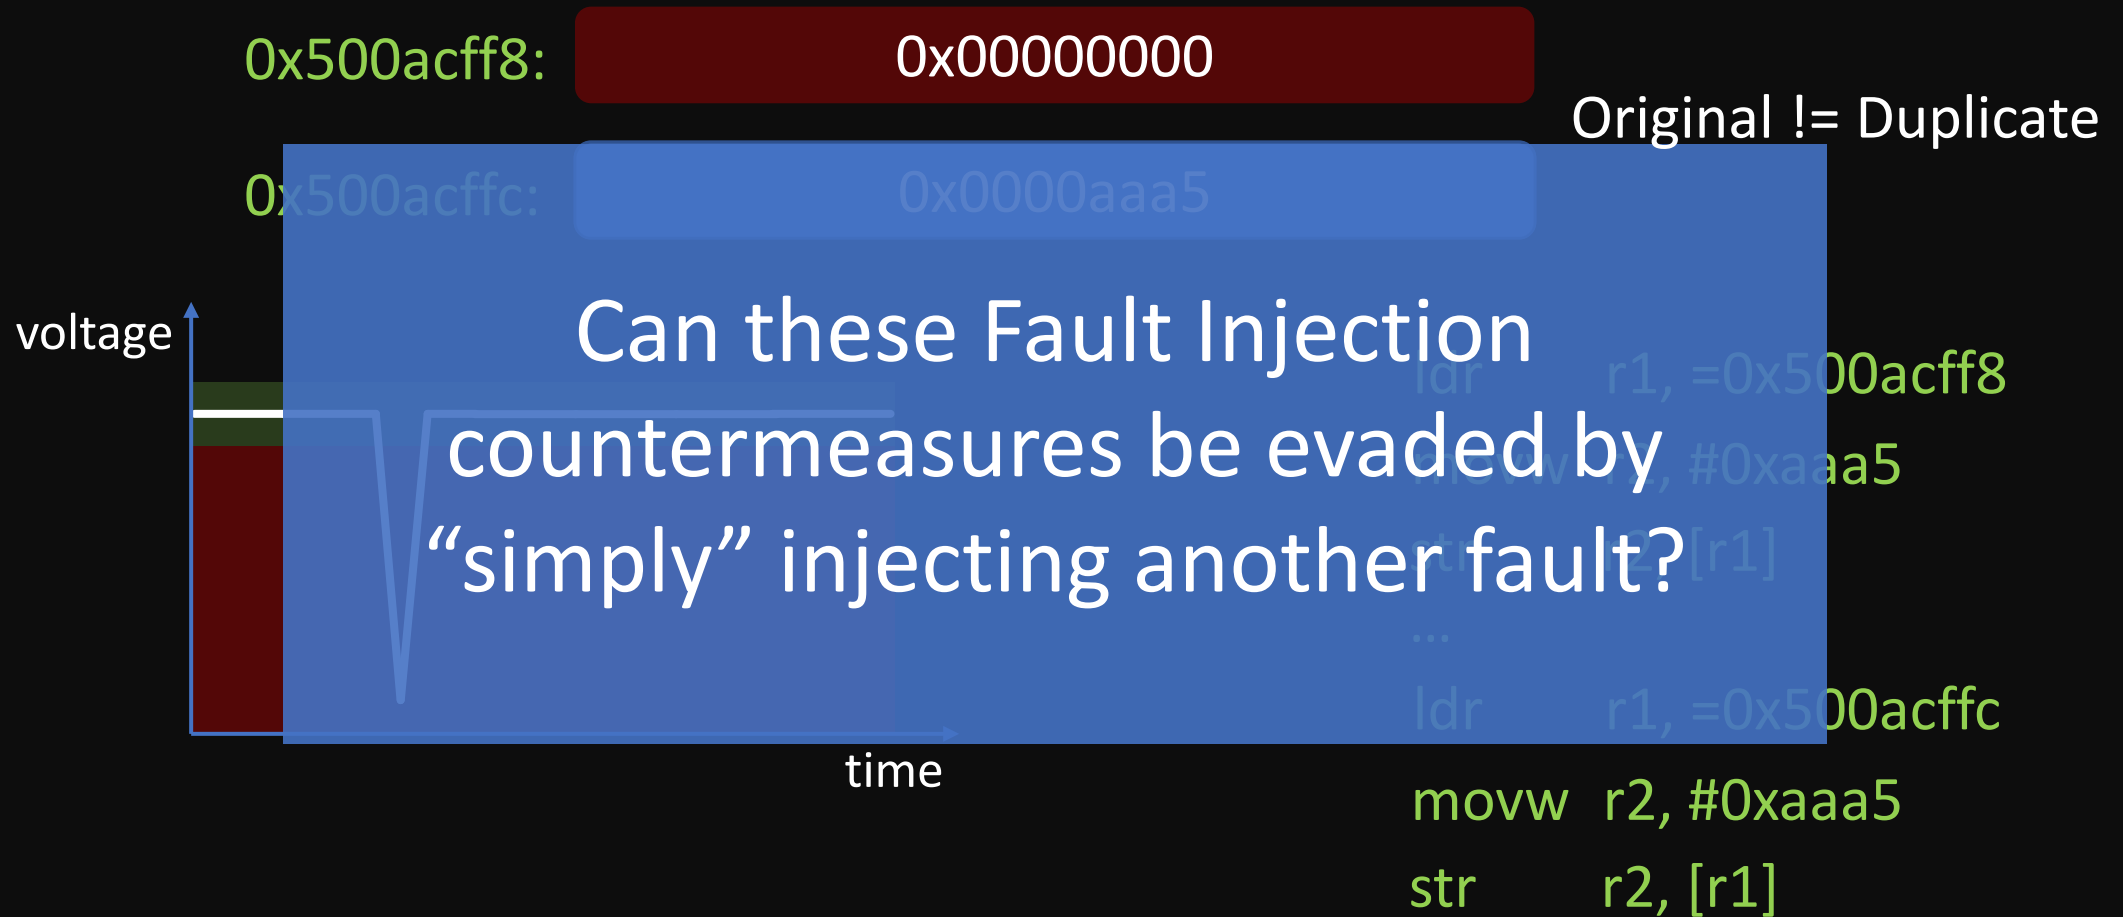 0x500acff8:
0x00000000
Original != Duplicate
0x500acffc:
0x0000aaa5
voltage
Can these Fault Injection
countermeasures be evaded by
“simply” injecting another fault?
ldr r1, =0x500acff8
movw r2, #0xaaa5
str r2, [r1]
...
ldr r1, =0x500acffc
time
movw r2, #0xaaa5
str r2, [r1]